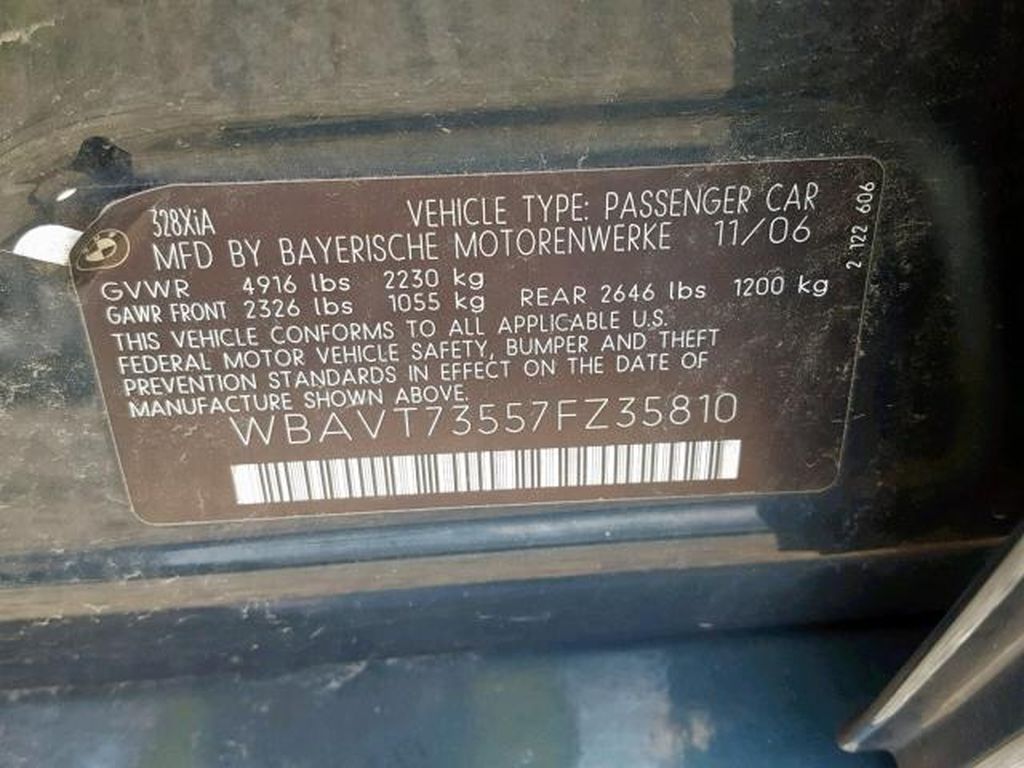 328XiA VEHICLE TYPE: PASSENGER CAR
MFD BY BAYERISCHE MOTORENWERKE 11/06
GVWR 4916 lbs 2230 kg
GAWR FRONT 2326 lbs 1055 kg REAR 2646 lbs 1200 kg
THIS VEHICLE CONFORMS TO ALL APPLICABLE U.S.
FEDERAL MOTOR VEHICLE SAFETY, BUMPER AND THEFT
PREVENTION STANDARDS IN EFFECT ON THE DATE OF
MANUFACTURE SHOWN ABOVE.
WBAVT73557FZ35810
2 122 606